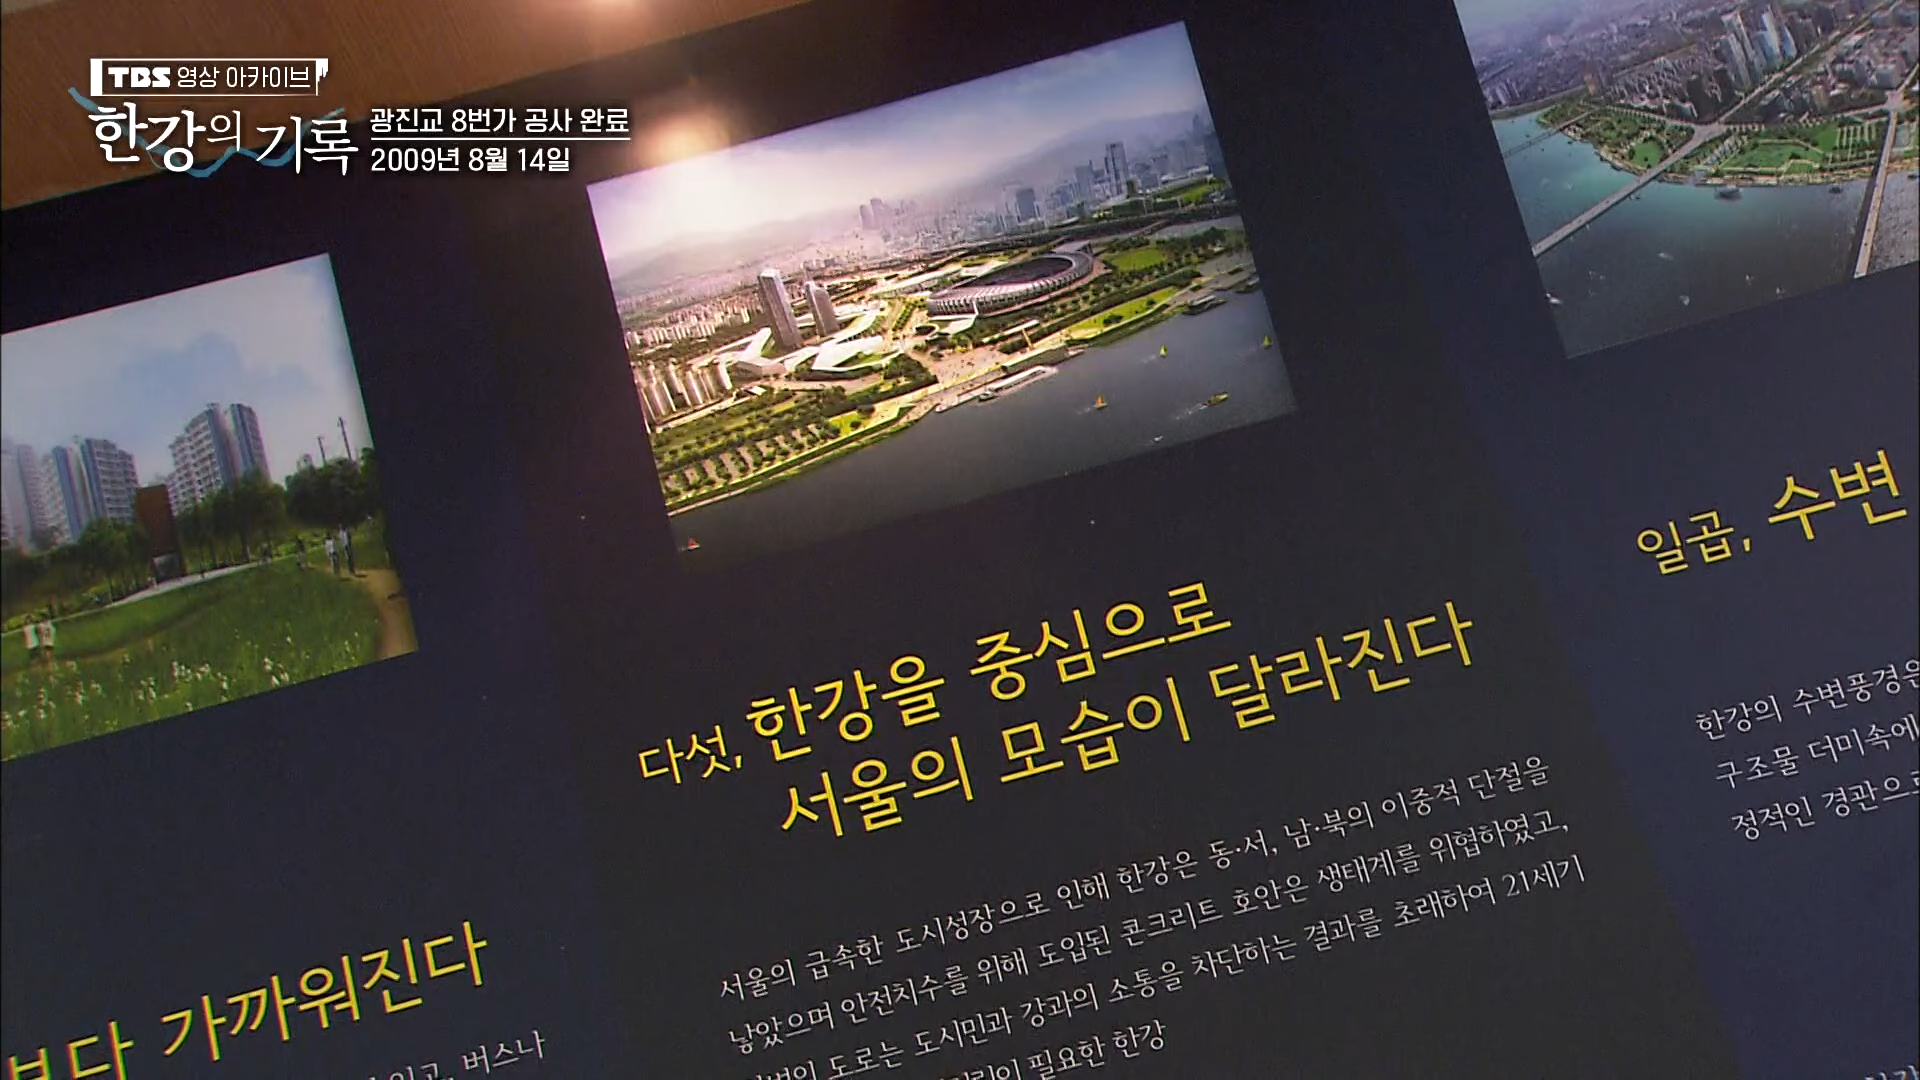 TBS 영상 아카이브
한강의 기록
광진교 8번가 공사 완료
2009년 8월 14일
보다 가까워진다
버스나
다섯, 한강을 중심으로
서울의 모습이 달라진다
서울의 급속한 도시성장으로 인해 한강은 동·서, 남·북의 이중적 단절을
낳았으며 안전치수를 위해 도입된 콘크리트 호안은 생태계를 위협하였고,
도로는 도시민과 강과의 소통을 차단하는 결과를 초래하여 21세기
필요한 한강
일곱, 수변
한강의 수변풍경은
구조물 더미속에
정적인 경관으로